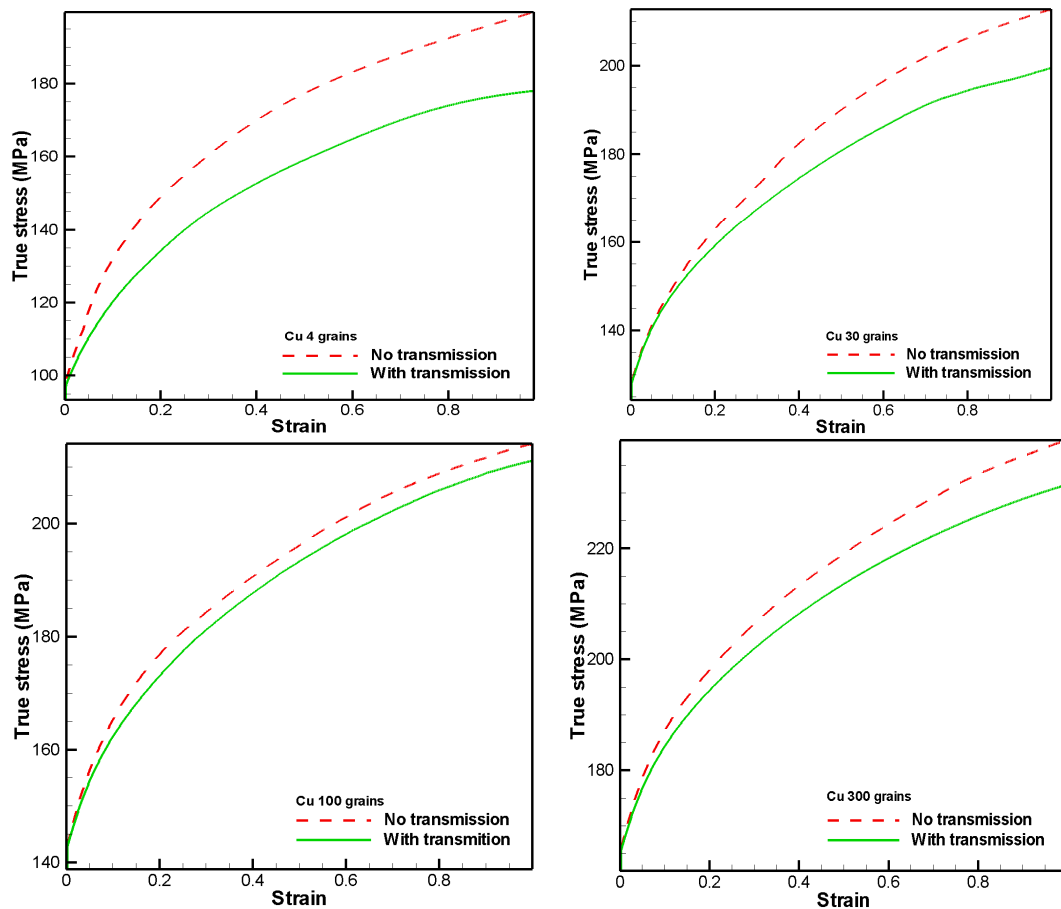 True stress (MPa)
180
160
140
120
100
Cu 4 grains
No transmission
With transmission
0
0.2
0.4
0.6
0.8
Strain
True stress (MPa)
200
180
160
140
Cu 30 grains
No transmission
With transmission
0
0.2
0.4
0.6
0.8
Strain
True stress (MPa)
200
180
160
140
Cu 100 grains
No transmission
With transmition
0
0.2
0.4
0.6
0.8
Strain
True stress (MPa)
220
200
180
Cu 300 grains
No transmission
With transmission
0
0.2
0.4
0.6
0.8
Strain